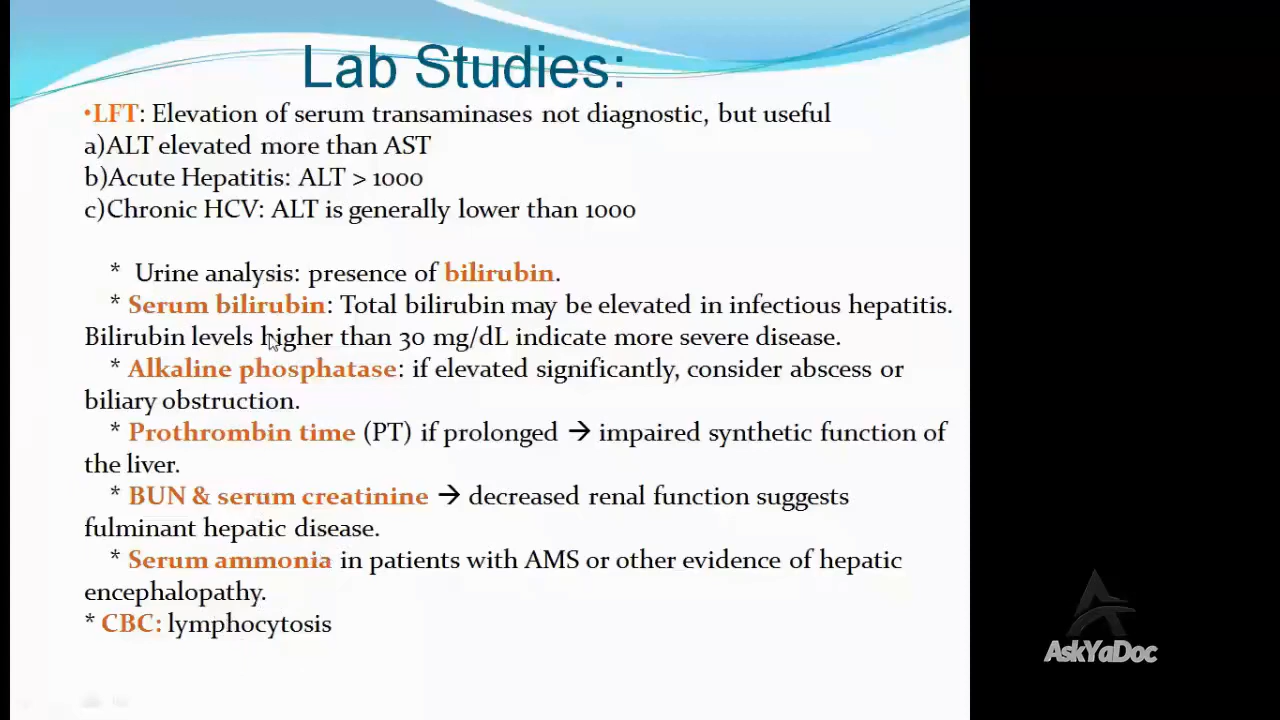 Lab Studies:
•LFT: Elevation of serum transaminases not diagnostic, but useful
a)ALT elevated more than AST
b)Acute Hepatitis: ALT > 1000
c)Chronic HCV: ALT is generally lower than 1000
* Urine analysis: presence of bilirubin.
* Serum bilirubin: Total bilirubin may be elevated in infectious hepatitis.
Bilirubin levels higher than 30 mg/dL indicate more severe disease.
* Alkaline phosphatase: if elevated significantly, consider abscess or
biliary obstruction.
* Prothrombin time (PT) if prolonged → impaired synthetic function of
the liver.
* BUN & serum creatinine → decreased renal function suggests
fulminant hepatic disease.
* Serum ammonia in patients with AMS or other evidence of hepatic
encephalopathy.
* CBC: lymphocytosis
AskYaDoc